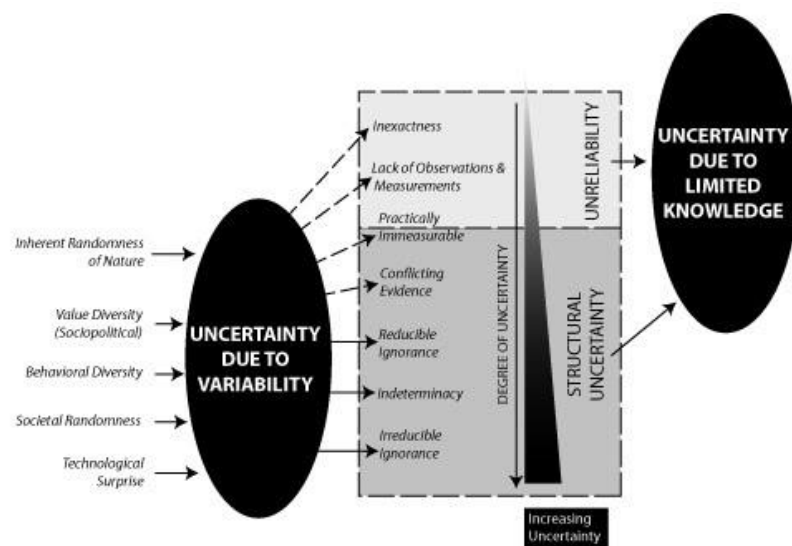 Inherent Randomness
of Nature
Value Diversity
(Sociopolitical)
Behavioral Diversity
Societal Randomness
Technological
Surprise
UNCERTAINTY
DUE TO
VARIABILITY
Inexactness
Lack of Observations &
Measurements
Practically
Immeasurable
Conflicting
Evidence
Reducible
Ignorance
Indeterminacy
Irreducible
Ignorance
DEGREE OF UNCERTAINTY
UNRELIABILITY
STRUCTURAL
UNCERTAINTY
Increasing
Uncertainty
UNCERTAINTY
DUE TO
LIMITED
KNOWLEDGE